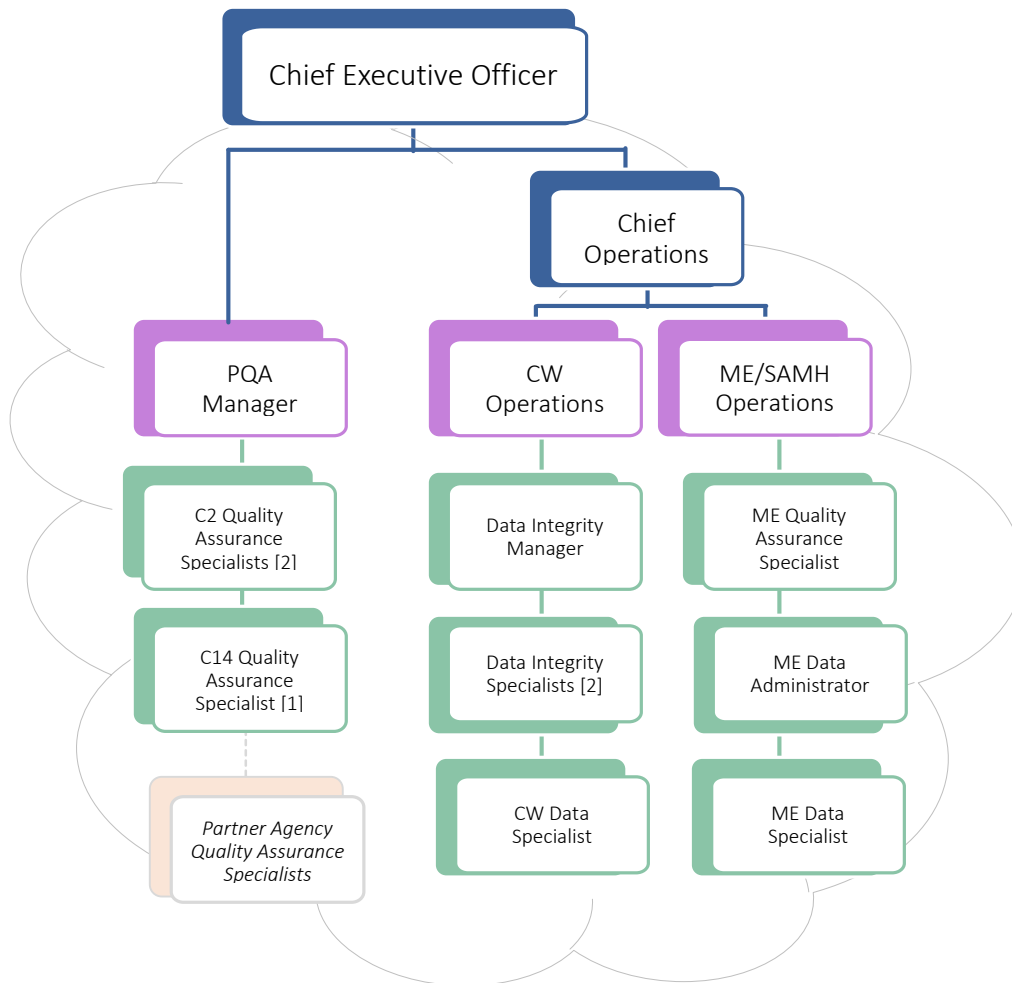 Chief Executive Officer
Chief
Operations
PQA
Manager
CW
Operations
ME/SAMH
Operations
C2 Quality
Assurance
Specialists [2]
Data Integrity
Manager
ME Quality
Assurance
Specialist
C14 Quality
Assurance
Specialist [1]
Data Integrity
Specialists [2]
ME Data
Administrator
Partner Agency
Quality Assurance
Specialists
CW Data
Specialist
ME Data
Specialist